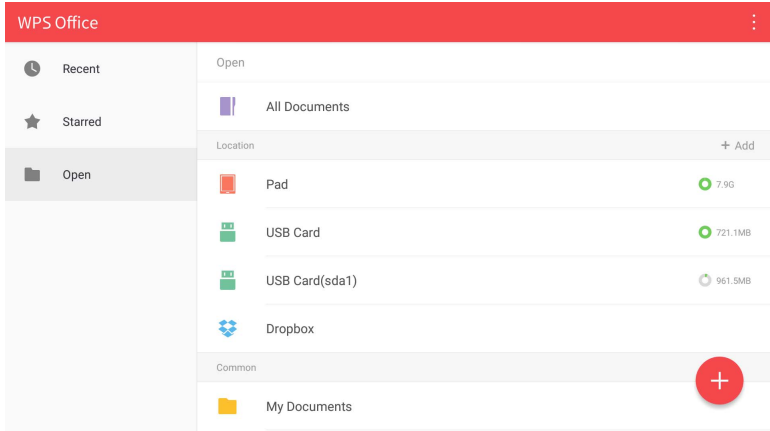 WPS Office
Recent
Starred
Open
Open
All Documents
Location
+ Add
Pad
7.9G
USB Card
721.1MB
USB Card(sda1)
961.5MB
Dropbox
Common
My Documents